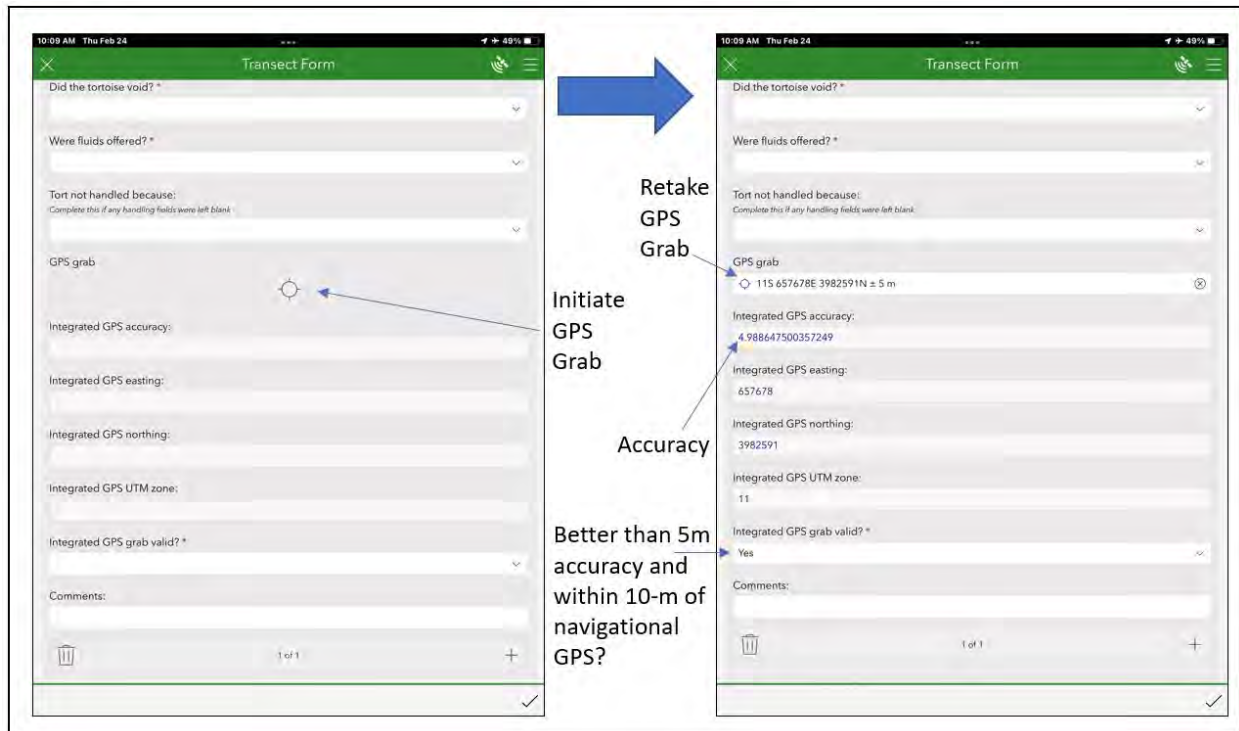 10:09 AM Thu Feb 24
49%
Transect Form
Did the tortoise void? *
Were fluids offered? *
Tort not handled because:
Complete this if any handling fields were left blank
GPS grab
Integrated GPS accuracy:
Integrated GPS easting:
Integrated GPS northing:
Integrated GPS UTM zone:
Integrated GPS grab valid? *
Comments:
1 of 1
Initiate
GPS
Grab
Retake
GPS
Grab
Accuracy
Better than 5m
accuracy and
within 10-m of
navigational
GPS?
10:09 AM Thu Feb 24
49%
Transect Form
Did the tortoise void? *
Were fluids offered? *
Tort not handled because:
Complete this if any handling fields were left blank
GPS grab
11S 657678E 3982591N ± 5 m
Integrated GPS accuracy:
4.988647500357249
Integrated GPS easting:
657678
Integrated GPS northing:
3982591
Integrated GPS UTM zone:
11
Integrated GPS grab valid? *
Yes
Comments:
1 of 1